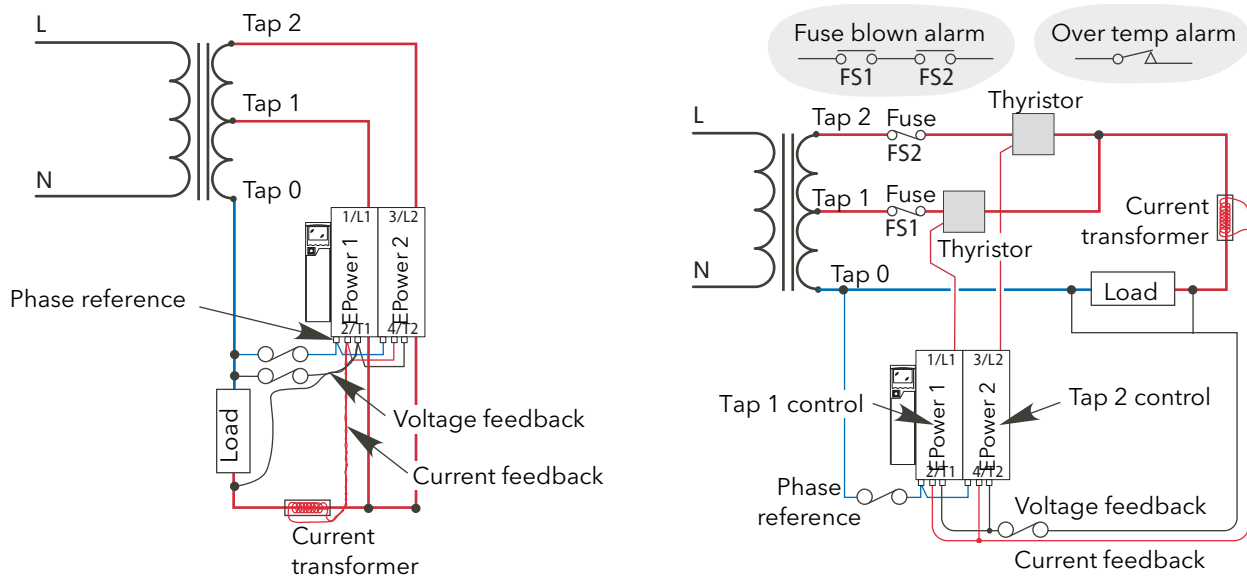 L
Tap 2
Tap 1
N
Tap 0
1/L1
3/L2
EPower 1
EPower 2
Phase reference
2/T1
4/T2
Load
Voltage feedback
Current feedback
Current
transformer
Fuse blown alarm
FS1
FS2
Over temp alarm
Thyristor
L
Tap 2
Fuse
FS2
Tap 1
Fuse
FS1
Thyristor
Current
transformer
N
Tap 0
Load
1/L1
3/L2
EPower 1
EPower 2
Tap 1 control
Tap 2 control
2/T1
4/T2
Phase
reference
Voltage feedback
Current feedback